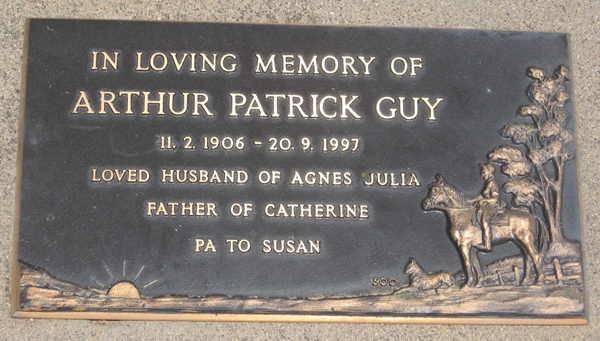 IN LOVING MEMORY OF
ARTHUR PATRICK GUY
11. 2. 1906 - 20. 9. 1997
LOVED HUSBAND OF AGNES JULIA
FATHER OF CATHERINE
PA TO SUSAN